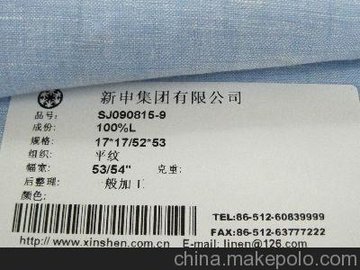 新申集团有限公司
品号: SJ090815-9
成份: 100%L
规格: 17*17/52*53
组织: 平纹
幅宽: 53/54" 克重:
后整理: 一般加工
颜色:
TEL:86-512-60839999
FAX:86-512-63777272
http://www.xinshen.com.cn E-mail: linen@126.com
www.makepolo.com